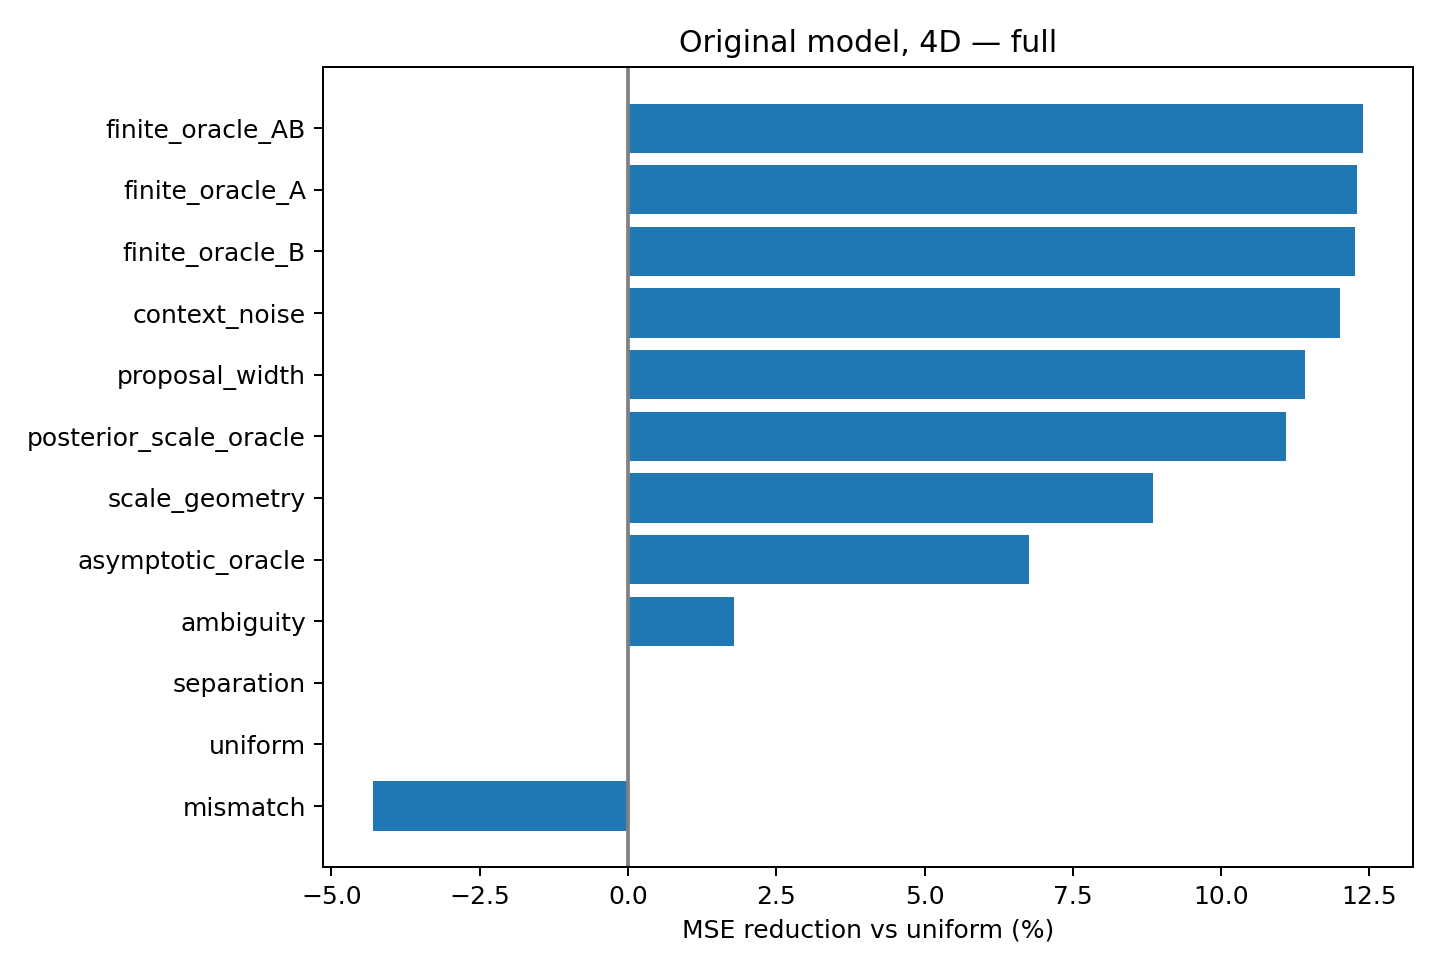 Original model, 4D — full
finite_oracle_AB
finite_oracle_A
finite_oracle_B
context_noise
proposal_width
posterior_scale_oracle
scale_geometry
asymptotic_oracle
ambiguity
separation
uniform
mismatch
−5.0 −2.5 0.0 2.5 5.0 7.5 10.0 12.5
MSE reduction vs uniform (%)